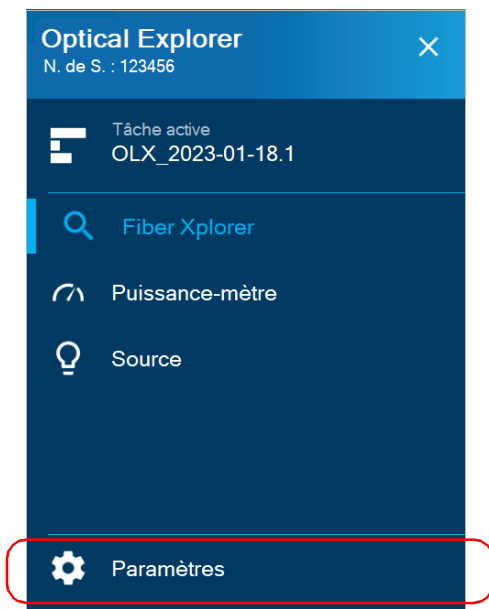 Optical Explorer
N. de S. : 123456
Tâche active
OLX_2023-01-18.1
Fiber Xplorer
Puissance-mètre
Source
Paramètres